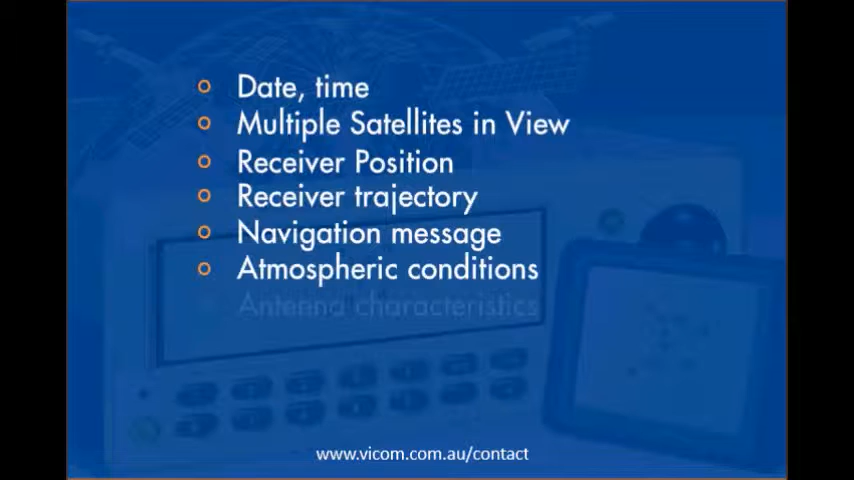 Date, time
Multiple Satellites in View
Receiver Position
Receiver trajectory
Navigation message
Atmospheric conditions
Antenna characteristics
www.vicom.com.au/contact